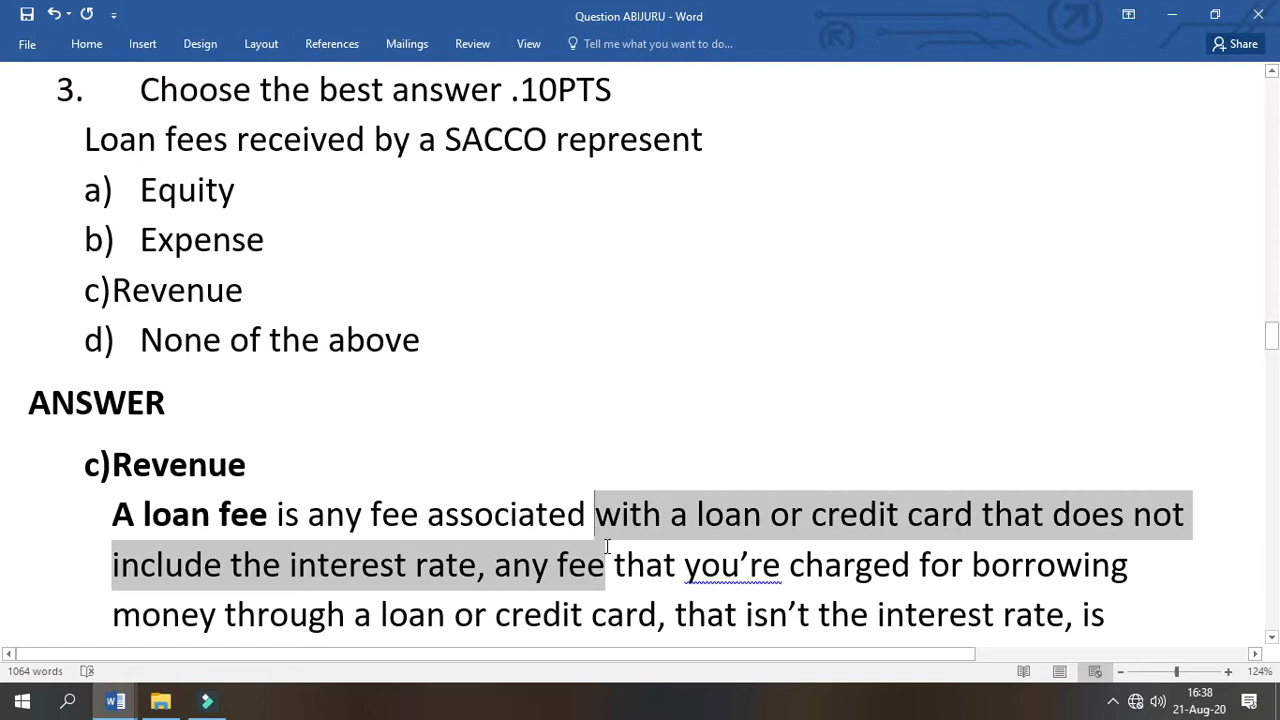 Question ABIJURU - Word
File Home Insert Design Layout References Mailings Review View Tell me what you want to do... Share
3. Choose the best answer .10PTS
Loan fees received by a SACCO represent
a) Equity
b) Expense
c)Revenue
d) None of the above
ANSWER
c)Revenue
A loan fee is any fee associated with a loan or credit card that does not
include the interest rate, any fee that you’re charged for borrowing
money through a loan or credit card, that isn’t the interest rate, is
1064 words 124%
16:38
21-Aug-20